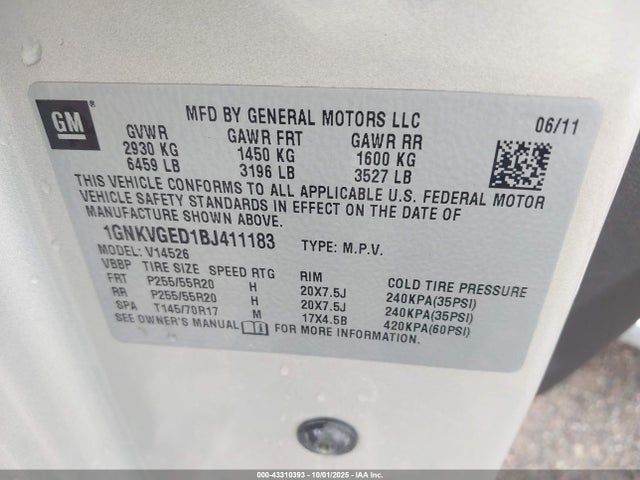 GM ®
MFD BY GENERAL MOTORS LLC 06/11
GVWR GAWR FRT GAWR RR
2930 KG 1450 KG 1600 KG
6459 LB 3196 LB 3527 LB
THIS VEHICLE CONFORMS TO ALL APPLICABLE U.S. FEDERAL MOTOR
VEHICLE SAFETY STANDARDS IN EFFECT ON THE DATE OF
MANUFACTURE SHOWN ABOVE.
1GNKVGED1BJ411183 TYPE: M.P.V.
MODEL: V14526
VBBP TIRE SIZE SPEED RTG RIM COLD TIRE PRESSURE
FRT P255/55R20 H 20X7.5J 240KPA(35PSI)
RR P255/55R20 H 20X7.5J 240KPA(35PSI)
SPA T145/70R17 M 17X4.5B 420KPA(60PSI)
SEE OWNER'S MANUAL FOR MORE INFORMATION.
000-43310393 - 10/01/2025 - IAA Inc.